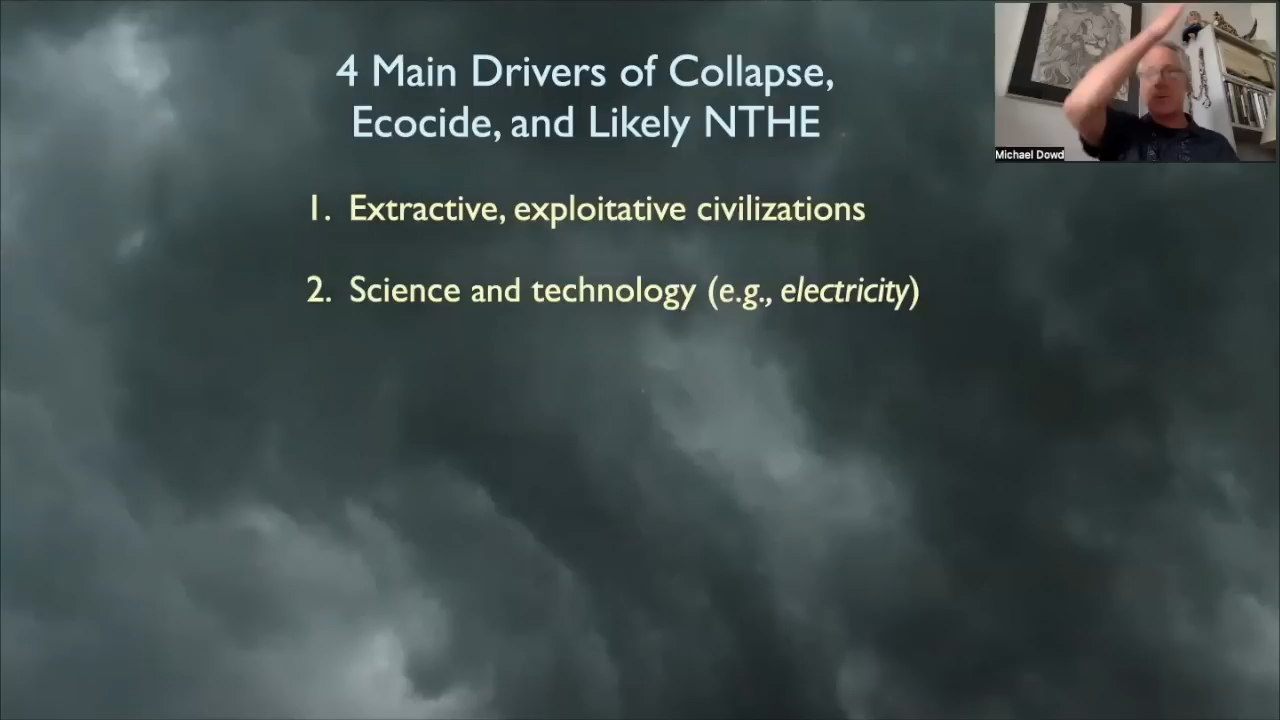 4 Main Drivers of Collapse,
Ecocide, and Likely NTHE
Michael Dowd
1. Extractive, exploitative civilizations
2. Science and technology (e.g., electricity)